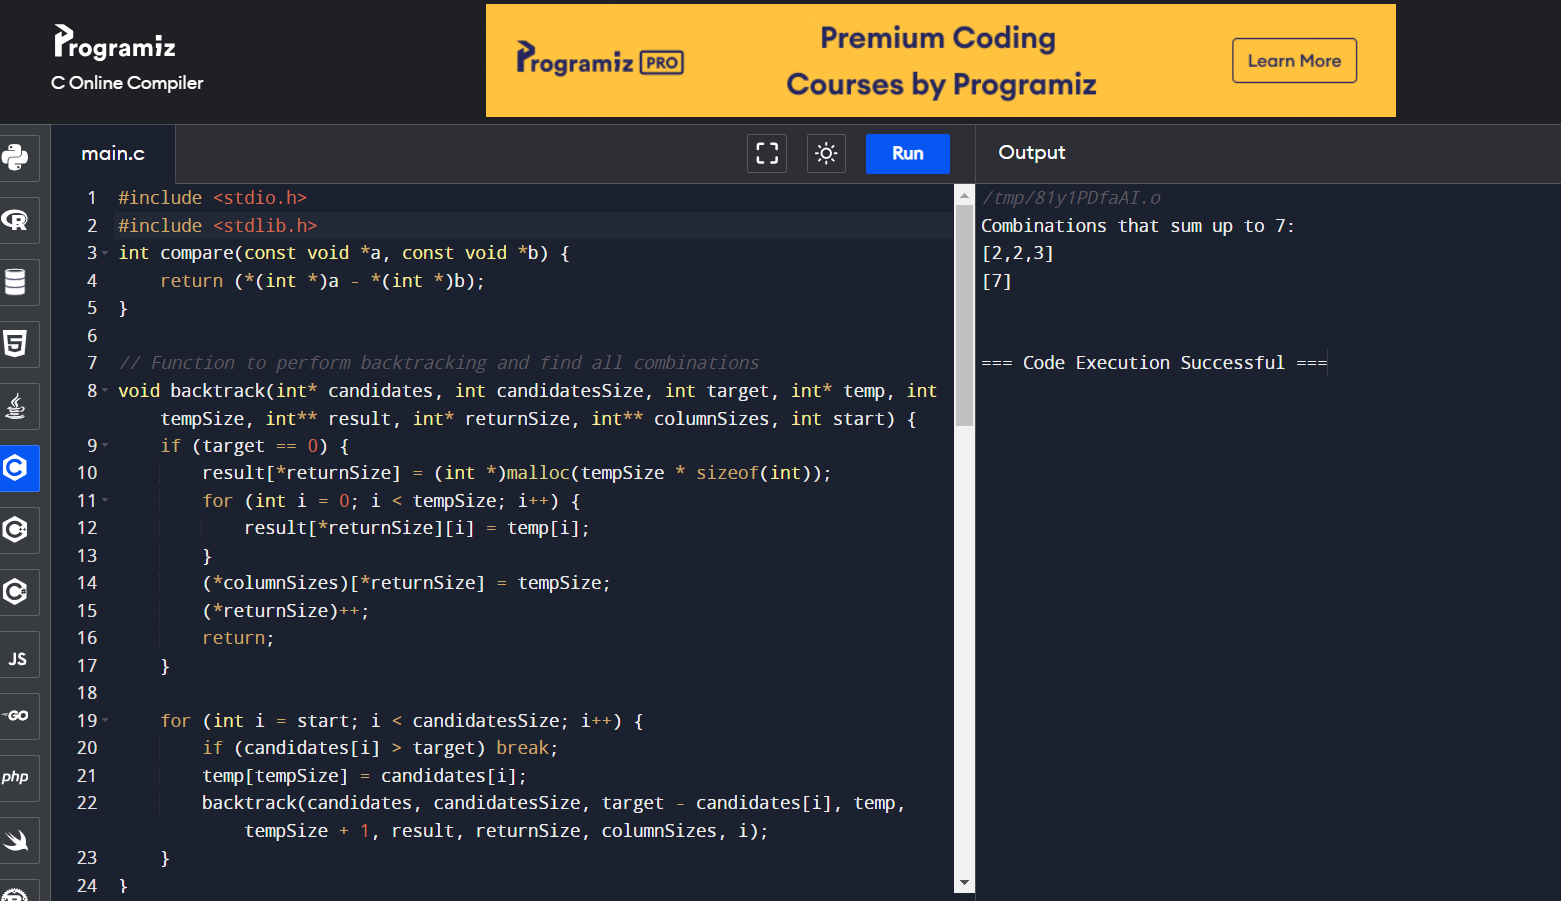 Programiz
C Online Compiler
Programiz PRO
Premium Coding
Courses by Programiz
Learn More
main.c
Run
Output
1 #include <stdio.h>
2 #include <stdlib.h>
3 int compare(const void *a, const void *b) {
4     return (*(int *)a - *(int *)b);
5 }
6
7 // Function to perform backtracking and find all combinations
8 void backtrack(int* candidates, int candidatesSize, int target, int* temp, int
tempSize, int** result, int* returnSize, int** columnSizes, int start) {
9     if (target == 0) {
10         result[*returnSize] = (int *)malloc(tempSize * sizeof(int));
11         for (int i = 0; i < tempSize; i++) {
12             result[*returnSize][i] = temp[i];
13         }
14         (*columnSizes)[*returnSize] = tempSize;
15         (*returnSize)++;
16         return;
17     }
18
19     for (int i = start; i < candidatesSize; i++) {
20         if (candidates[i] > target) break;
21         temp[tempSize] = candidates[i];
22         backtrack(candidates, candidatesSize, target - candidates[i], temp,
tempSize + 1, result, returnSize, columnSizes, i);
23     }
24 }
/tmp/81y1PDfaAI.o
Combinations that sum up to 7:
[2,2,3]
[7]
=== Code Execution Successful ===
R
5
C
C
C
JS
GO
php